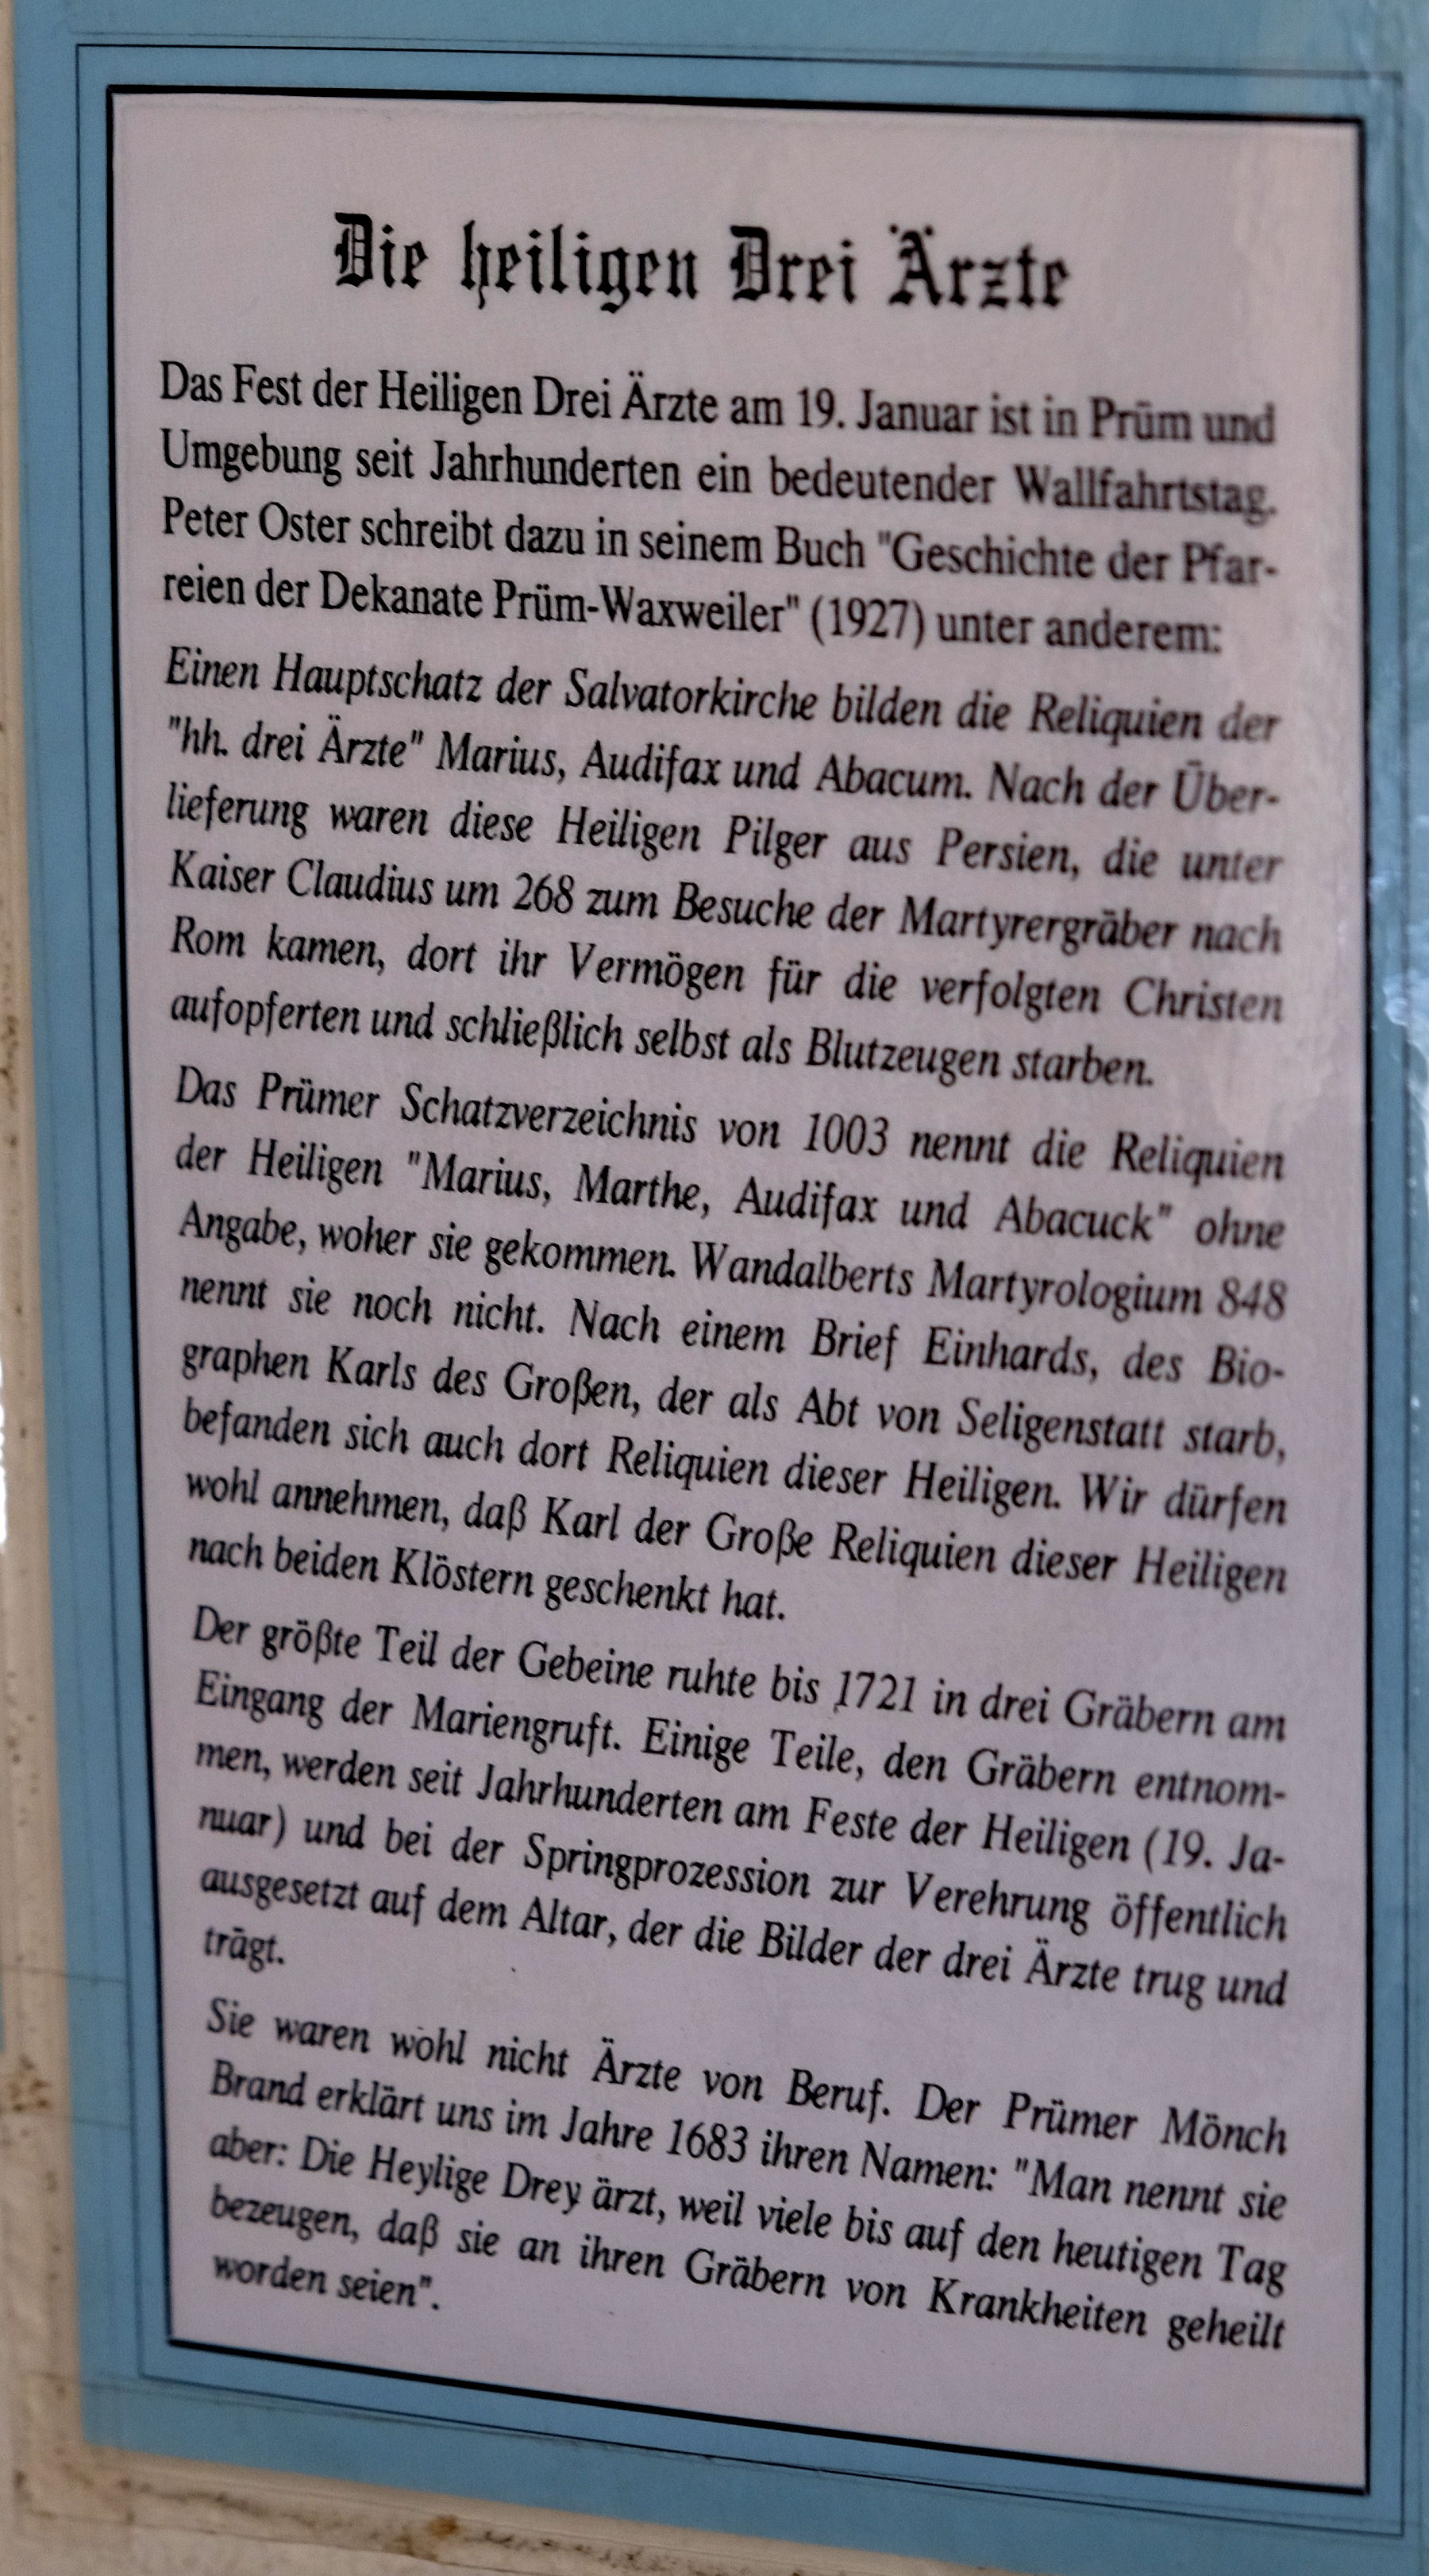 Die heiligen Drei Ärzte
Das Fest der Heiligen Drei Ärzte am 19. Januar ist in Prüm und
Umgebung seit Jahrhunderten ein bedeutender Wallfahrtstag.
Peter Oster schreibt dazu in seinem Buch "Geschichte der Pfar-
reien der Dekanate Prüm-Waxweiler" (1927) unter anderem:
Einen Hauptschatz der Salvatorkirche bilden die Reliquien der
"hh. drei Ärzte" Marius, Audifax und Abacum. Nach der Über-
lieferung waren diese Heiligen Pilger aus Persien, die unter
Kaiser Claudius um 268 zum Besuche der Martyrergräber nach
Rom kamen, dort ihr Vermögen für die verfolgten Christen
aufopferten und schließlich selbst als Blutzeugen starben.
Das Prümer Schatzverzeichnis von 1003 nennt die Reliquien
der Heiligen "Marius, Marthe, Audifax und Abacuck" ohne
Angabe, woher sie gekommen. Wandalberts Martyrologium 848
nennt sie noch nicht. Nach einem Brief Einhards, des Bio-
graphen Karls des Großen, der als Abt von Seligenstatt starb,
befanden sich auch dort Reliquien dieser Heiligen. Wir dürfen
wohl annehmen, daß Karl der Große Reliquien dieser Heiligen
nach beiden Klöstern geschenkt hat.
Der größte Teil der Gebeine ruhte bis 1721 in drei Gräbern am
Eingang der Mariengruft. Einige Teile, den Gräbern entnom-
men, werden seit Jahrhunderten am Feste der Heiligen (19. Ja-
nuar) und bei der Springprozession zur Verehrung öffentlich
ausgesetzt auf dem Altar, der die Bilder der drei Ärzte trug und
trägt.
Sie waren wohl nicht Ärzte von Beruf. Der Prümer Mönch
Brand erklärt uns im Jahre 1683 ihren Namen: "Man nennt sie
aber: Die Heylige Drey ärzt, weil viele bis auf den heutigen Tag
bezeugen, daß sie an ihren Gräbern von Krankheiten geheilt
worden seien".